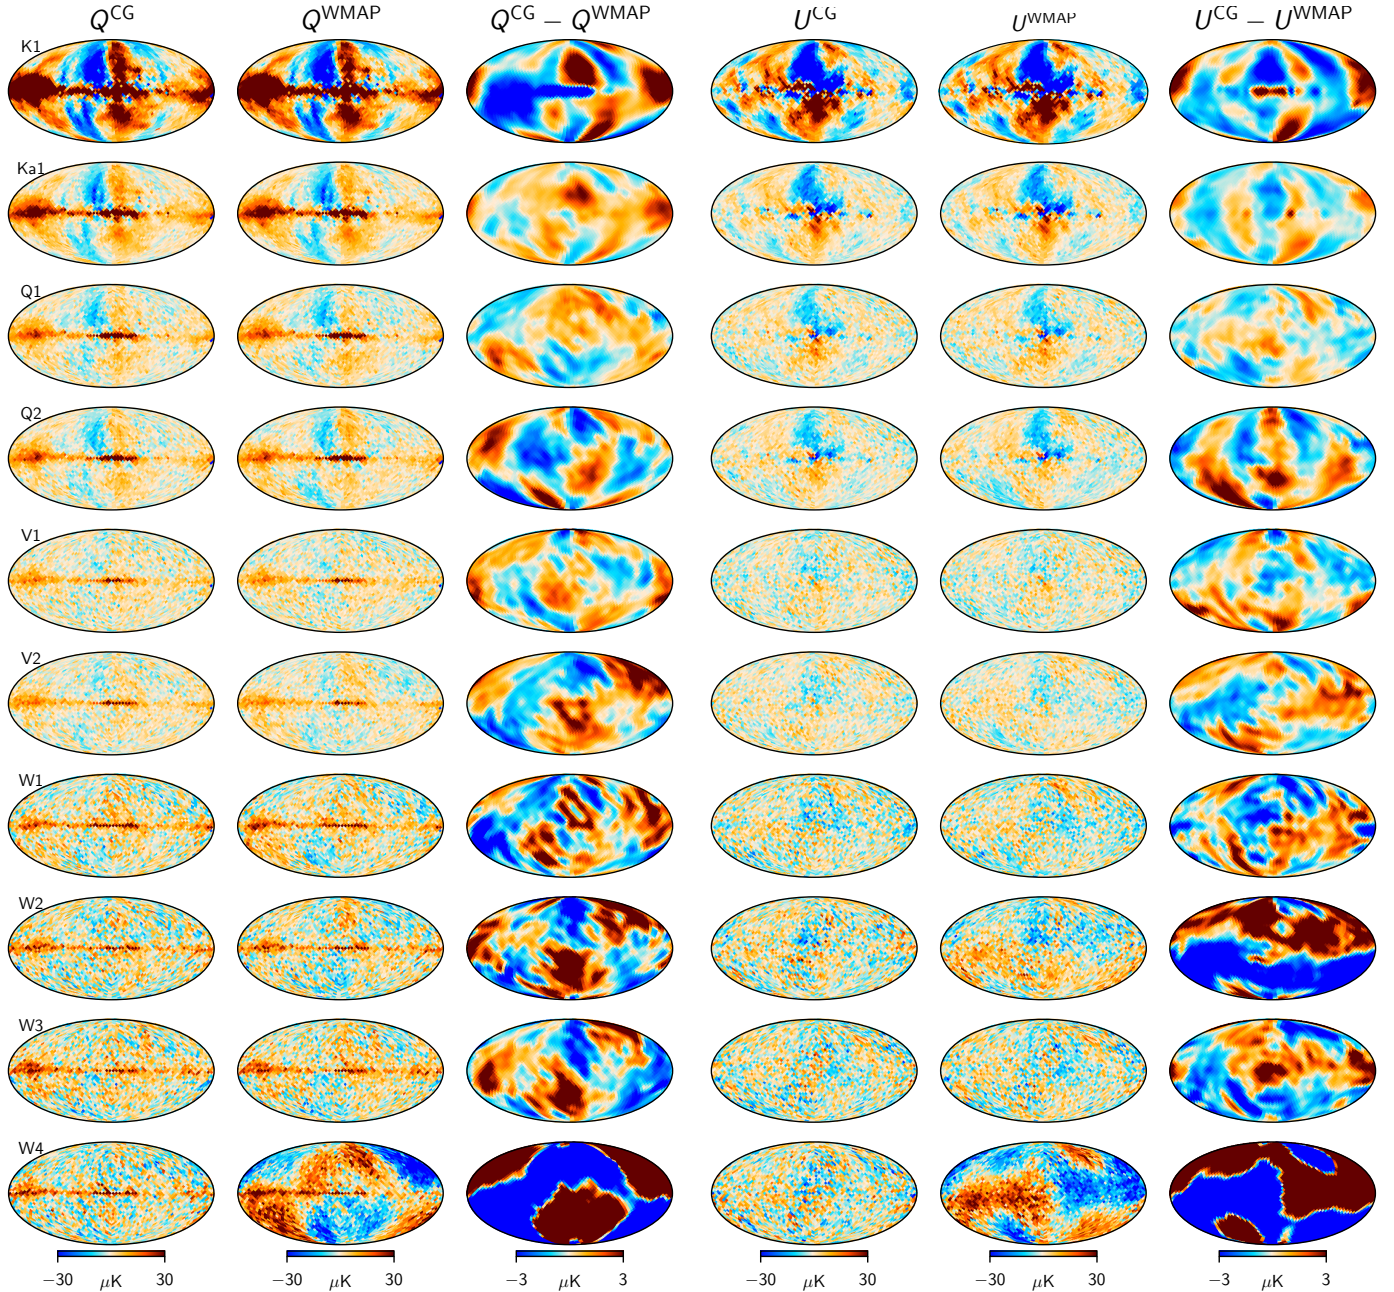 Q^CG Q^WMAP Q^CG − Q^WMAP U^CG U^WMAP U^CG − U^WMAP
K1
Ka1
Q1
Q2
V1
V2
W1
W2
W3
W4
−30 μK 30 −30 μK 30 −3 μK 3 −30 μK 30 −30 μK 30 −3 μK 3